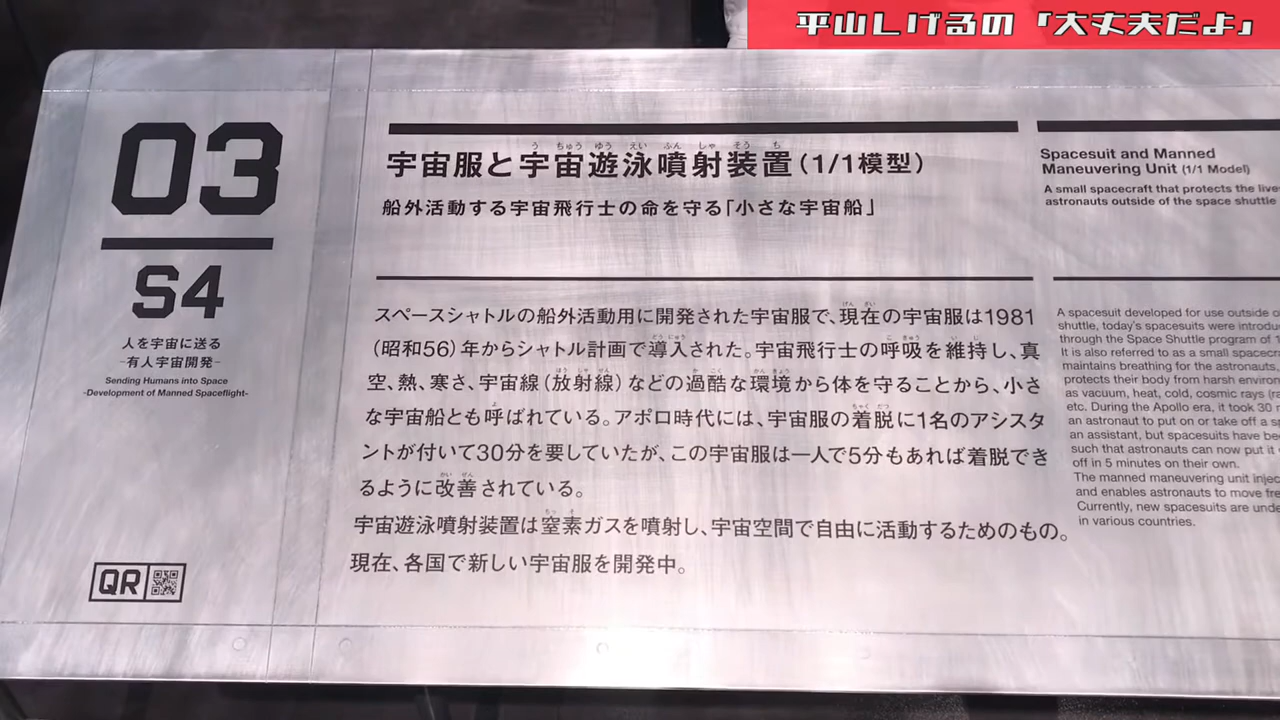 平山しげるの「大丈夫だよ」
03
S4
人を宇宙に送る
-有人宇宙開発-
Sending Humans into Space
-Development of Manned Spaceflight-
QR
宇宙服と宇宙遊泳噴射装置(1/1模型)
船外活動する宇宙飛行士の命を守る「小さな宇宙船」
スペースシャトルの船外活動用に開発された宇宙服で、現在の宇宙服は1981
(昭和56)年からシャトル計画で導入された。宇宙飛行士の呼吸を維持し、真
空、熱、寒さ、宇宙線(放射線)などの過酷な環境から体を守ることから、小さ
な宇宙船とも呼ばれている。アポロ時代には、宇宙服の着脱に1名のアシスタ
ントが付いて30分を要していたが、この宇宙服は一人で5分もあれば着脱でき
るように改善されている。
宇宙遊泳噴射装置は窒素ガスを噴射し、宇宙空間で自由に活動するためのもの。
現在、各国で新しい宇宙服を開発中。
Spacesuit and Manned
Maneuvering Unit (1/1 Model)
A small spacecraft that protects the
astronauts outside of the space shuttle
A spacesuit developed for use outside
shuttle, today's spacesuits were
through the Space Shuttle program of
It is also referred to as a small
maintains breathing for the astronauts,
protects their body from harsh
as vacuum, heat, cold, cosmic rays
etc. During the Apollo era, it took 30
an astronaut to put on or take off a
an assistant, but spacesuits have
such that astronauts can now put it
off in 5 minutes on their own.
The manned maneuvering unit
and enables astronauts to move
Currently, new spacesuits are
in various countries.